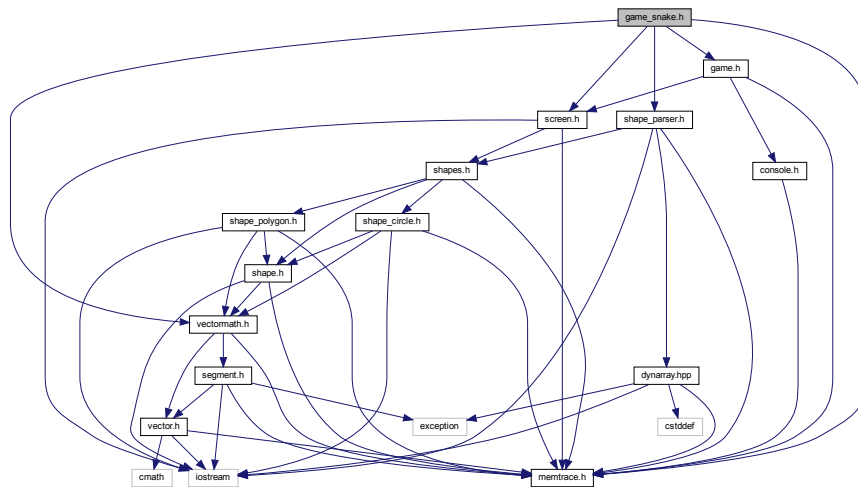 game_snake.h
game.h
screen.h
shape_parser.h
shapes.h
console.h
shape_polygon.h
shape_circle.h
shape.h
vectormath.h
segment.h
dynarray.hpp
vector.h
exception
cstddef
cmath
iostream
memtrace.h